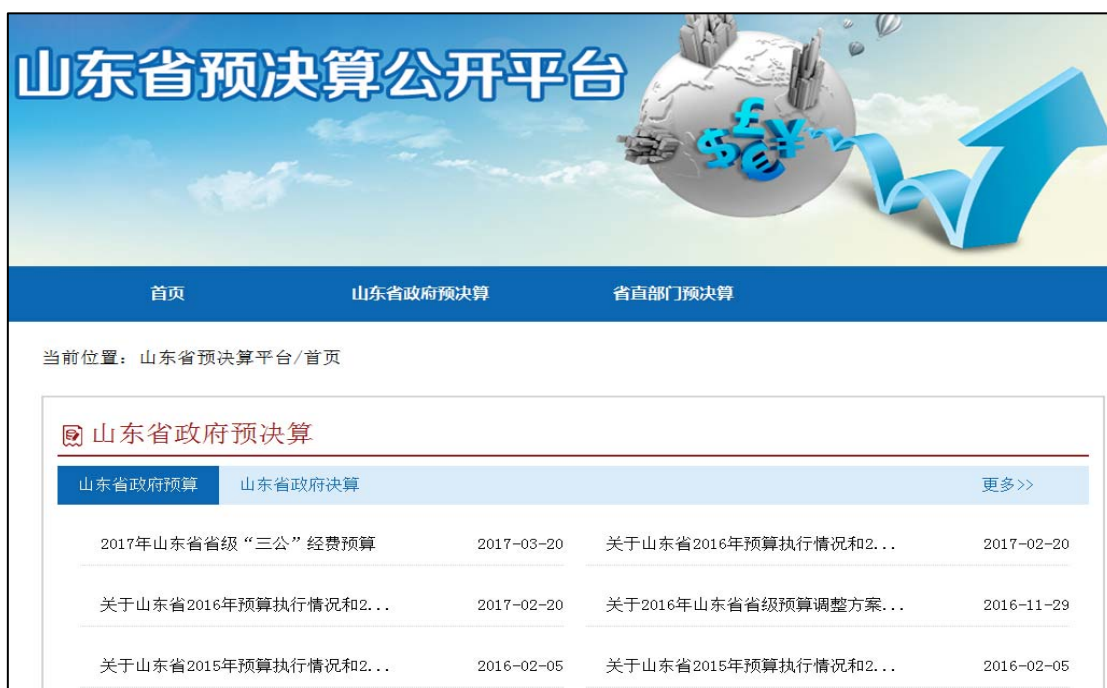 山东省预决算公开平台
首页 山东省政府预决算 省直部门预决算
当前位置：山东省预决算平台/首页
山东省政府预决算
山东省政府预算 山东省政府决算 更多>>
2017年山东省省级“三公”经费预算 2017-03-20 关于山东省2016年预算执行情况和2... 2017-02-20
关于山东省2016年预算执行情况和2... 2017-02-20 关于2016年山东省省级预算调整方案... 2016-11-29
关于山东省2015年预算执行情况和2... 2016-02-05 关于山东省2015年预算执行情况和2... 2016-02-05